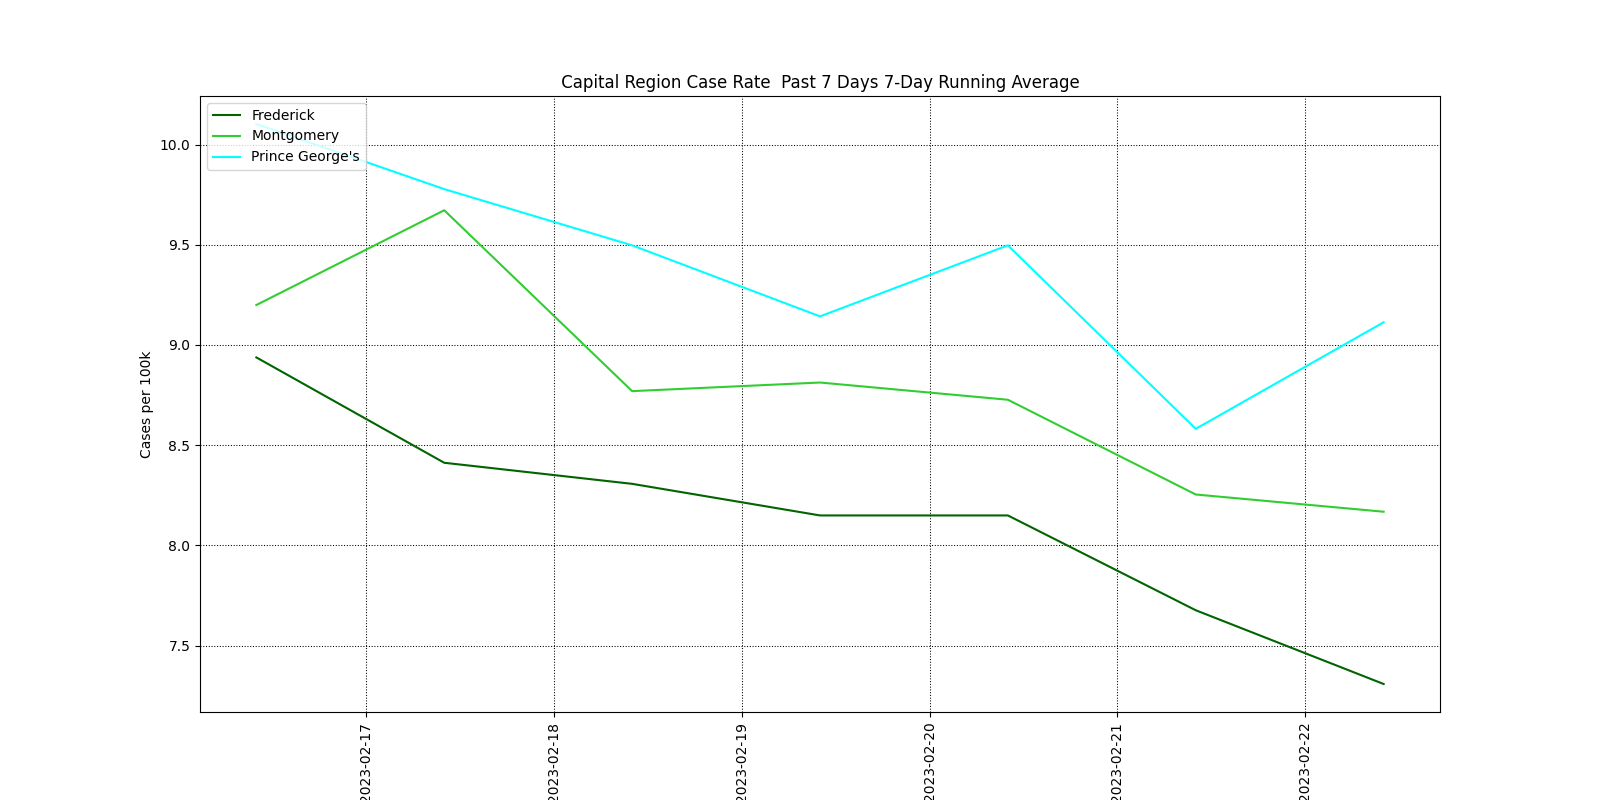 Capital Region Case Rate  Past 7 Days 7-Day Running Average
Frederick
Montgomery
Prince George's
10.0
9.5
9.0
8.5
8.0
7.5
Cases per 100k
2023-02-17
2023-02-18
2023-02-19
2023-02-20
2023-02-21
2023-02-22